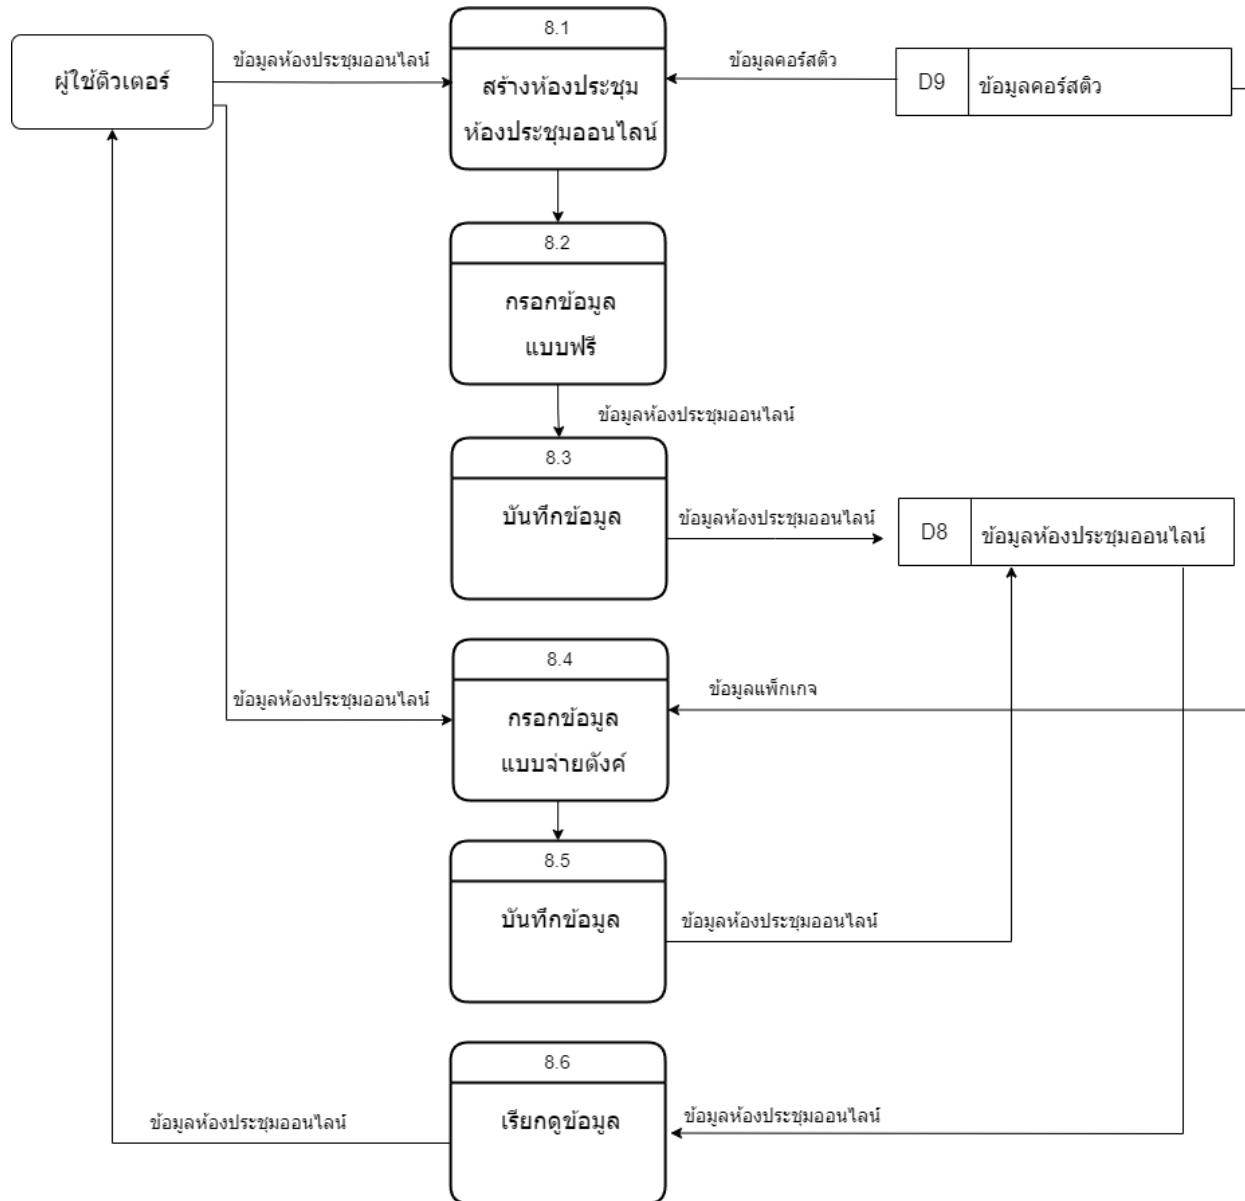 8.1
ผู้ใช้ติวเตอร์
ข้อมูลห้องประชุมออนไลน์
สร้างห้องประชุม
ห้องประชุมออนไลน์
ข้อมูลคอร์สติว
D9
ข้อมูลคอร์สติว
8.2
กรอกข้อมูล
แบบฟรี
ข้อมูลห้องประชุมออนไลน์
8.3
บันทึกข้อมูล
ข้อมูลห้องประชุมออนไลน์
D8
ข้อมูลห้องประชุมออนไลน์
8.4
ข้อมูลห้องประชุมออนไลน์
กรอกข้อมูล
แบบจ่ายตังค์
ข้อมูลแพ็กเกจ
8.5
บันทึกข้อมูล
ข้อมูลห้องประชุมออนไลน์
8.6
เรียกดูข้อมูล
ข้อมูลห้องประชุมออนไลน์
ข้อมูลห้องประชุมออนไลน์